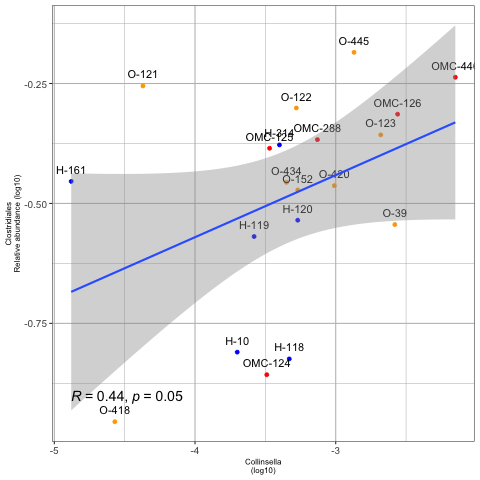 O-445
OMC-446
O-121
O-122
OMC-126
O-123
H-314
OMC-288
OMC-125
H-161
O-434
O-420
O-152
H-120
O-39
H-119
H-10
H-118
OMC-124
R = 0.44, p = 0.05
O-418
-0.25
-0.50
-0.75
-5
-4
-3
Clostridiales
Relative abundance (log10)
Collinsella
(log10)